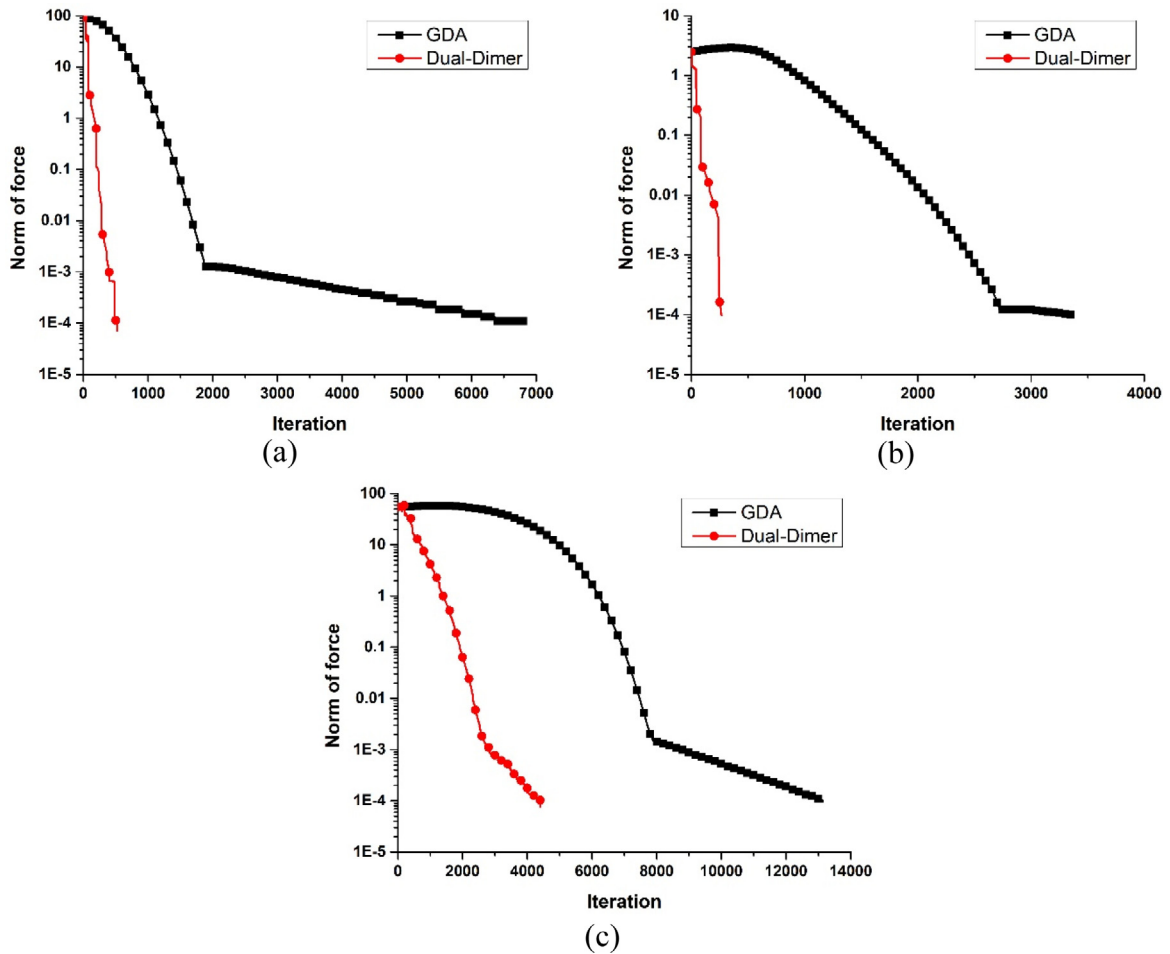 100
10
1
0.1
0.01
1E-3
1E-4
1E-5
Norm of force
0 1000 2000 3000 4000 5000 6000 7000
Iteration
GDA
Dual-Dimer
(a)
10
1
0.1
0.01
1E-3
1E-4
1E-5
Norm of force
0 1000 2000 3000 4000
Iteration
GDA
Dual-Dimer
(b)
100
10
1
0.1
0.01
1E-3
1E-4
1E-5
Norm of force
0 2000 4000 6000 8000 10000 12000 14000
Iteration
GDA
Dual-Dimer
(c)